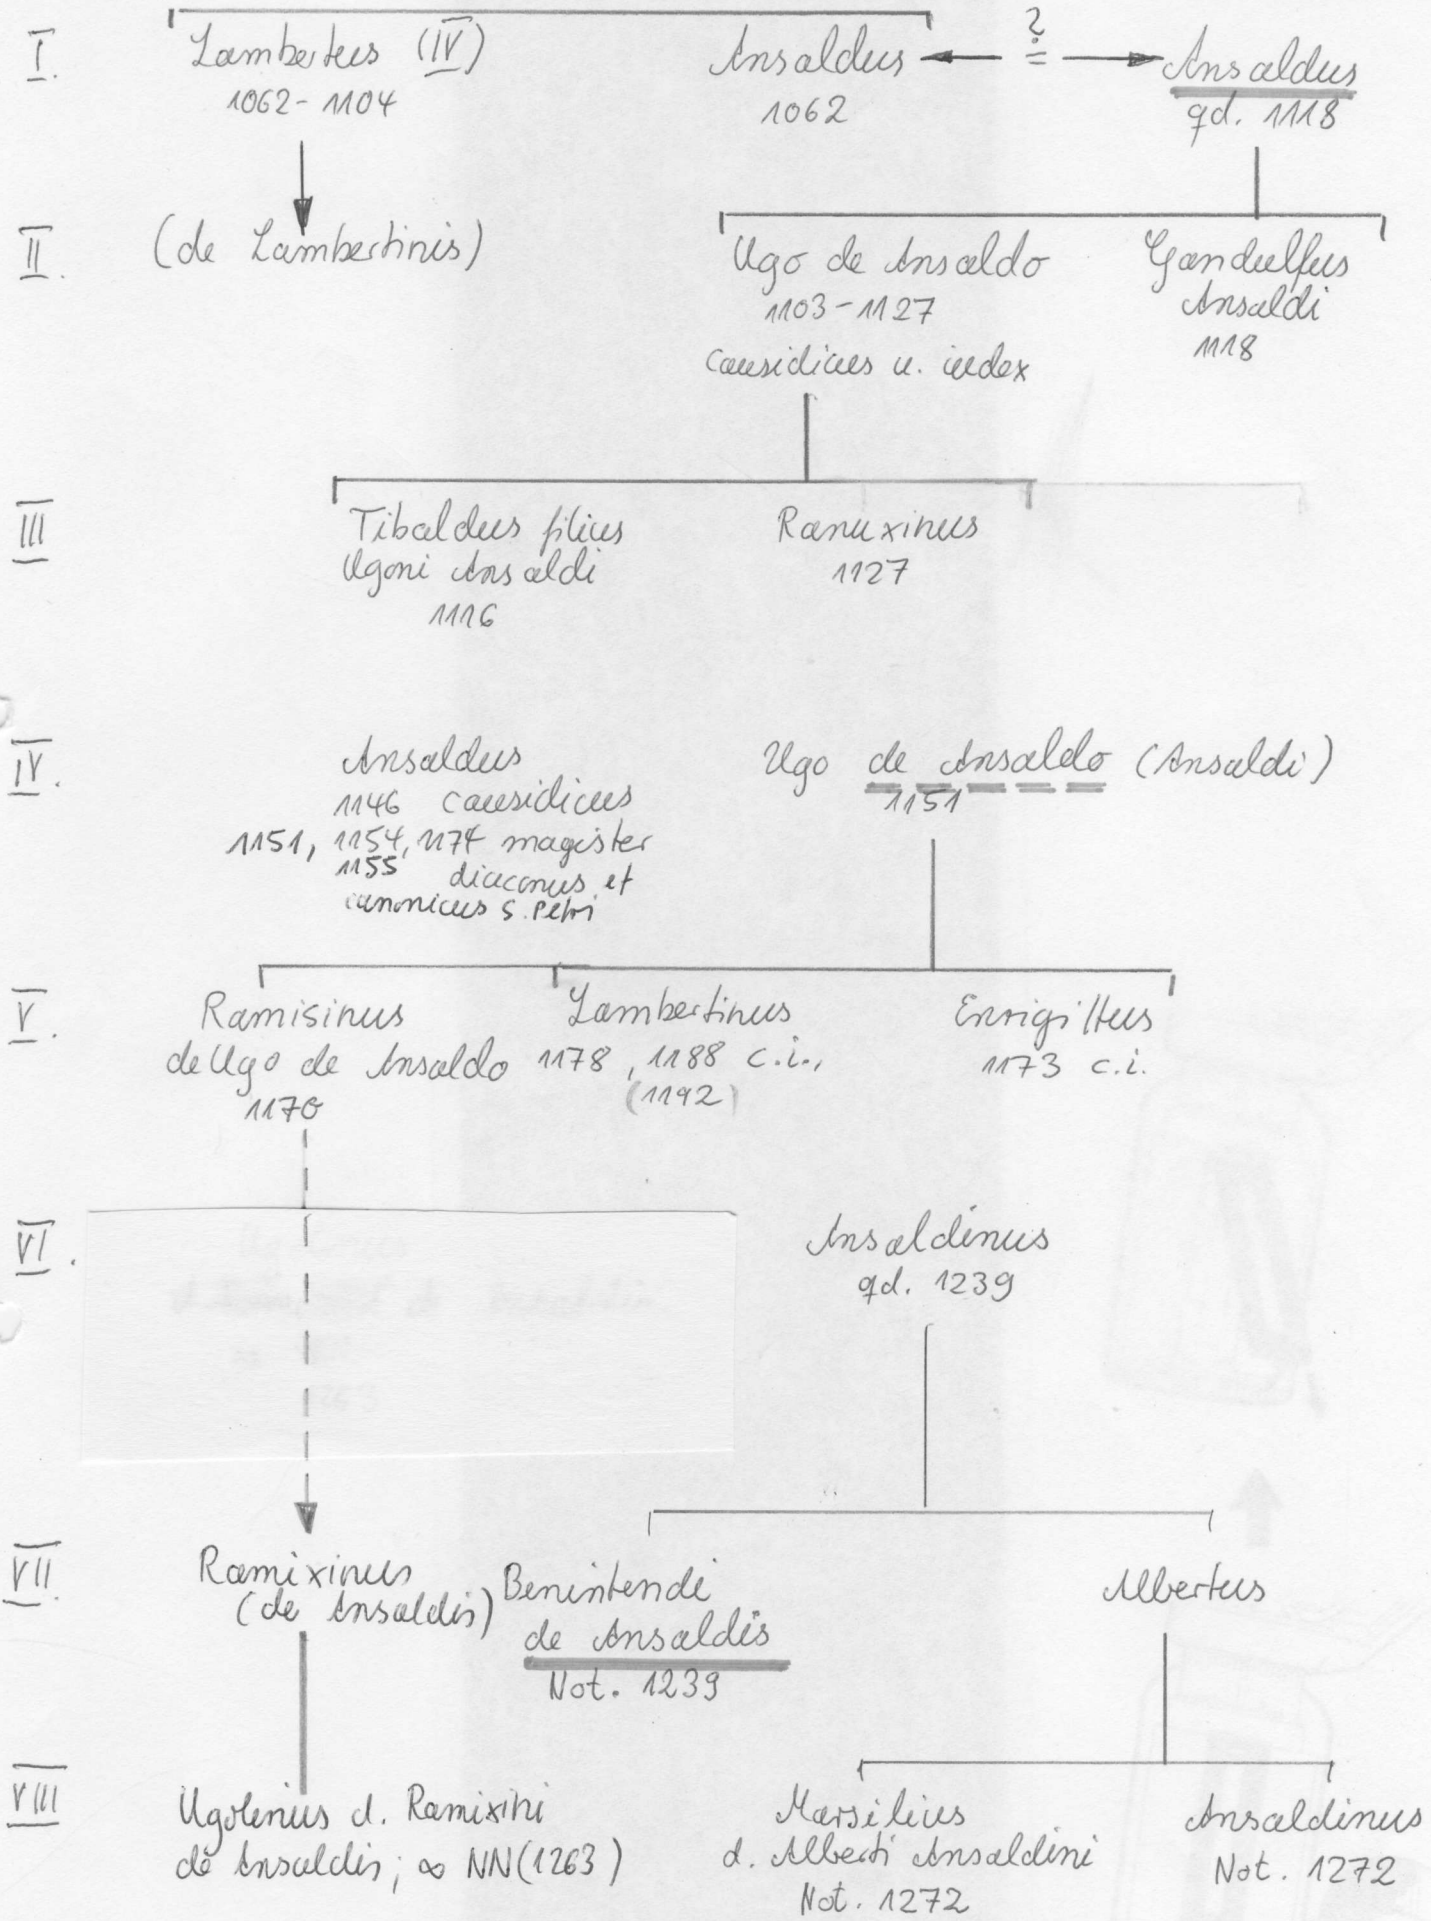 I. Lambertus (IV) Ansaldus ? = Ansaldus
1062-1104 1062 qd. 1118
II. (de Lambertinis) Ugo de Ansaldo Gandulfus
1103-1127 Ansaldi
causidicus u. iudex 1118
III Tibaldus filius Ranuxinus
Ugoni Ansaldi 1127
1116
IV. Ansaldus Ugo de Ansaldo (Ansaldi)
1146 causidicus 1151
1151, 1154, 1174 magister
1155 diaconus et
canonicus S. Petri
V. Ramisinus Lambertinus Enrigittus
de Ugo de Ansaldo 1178, 1188 c.i., 1173 c.i.
1170 (1192)
VI. Ansaldinus
qd. 1239
VII. Ramixinus Benintendi Albertus
(de Ansaldis) de Ansaldis
Not. 1239
VIII Ugolinus d. Ramixini Marsilius Ansaldinus
de Ansaldis; ∞ NN (1263) d. Alberti Ansaldini Not. 1272
Not. 1272